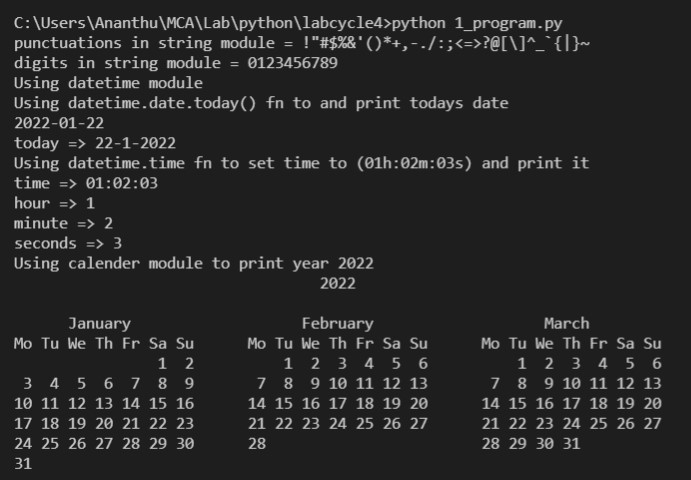 C:\Users\Ananthu\MCA\Lab\python\labcycle4>python 1_program.py
punctuations in string module = !"#$%&'()*+,-./:;<=>?@[\]^_`{|}~
digits in string module = 0123456789
Using datetime module
Using datetime.date.today() fn to and print todays date
2022-01-22
today => 22-1-2022
Using datetime.time fn to set time to (01h:02m:03s) and print it
time => 01:02:03
hour => 1
minute => 2
seconds => 3
Using calender module to print year 2022
                                  2022

      January                   February                   March
Mo Tu We Th Fr Sa Su      Mo Tu We Th Fr Sa Su      Mo Tu We Th Fr Sa Su
                1  2          1  2  3  4  5  6          1  2  3  4  5  6
 3  4  5  6  7  8  9       7  8  9 10 11 12 13       7  8  9 10 11 12 13
10 11 12 13 14 15 16      14 15 16 17 18 19 20      14 15 16 17 18 19 20
17 18 19 20 21 22 23      21 22 23 24 25 26 27      21 22 23 24 25 26 27
24 25 26 27 28 29 30      28                        28 29 30 31
31